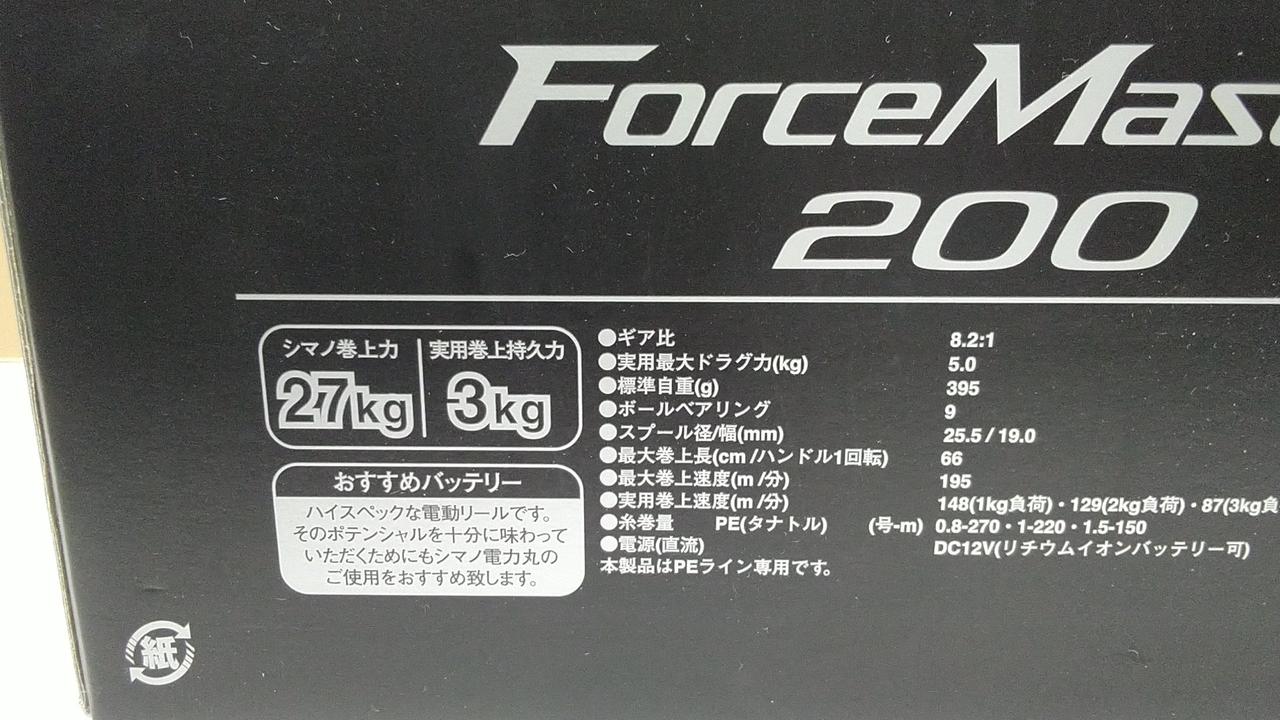 ForceMas
200
シマノ巻上力
27kg
実用巻上持久力
3kg
おすすめバッテリー
ハイスペックな電動リールです。
そのポテンシャルを十分に味わって
いただくためにもシマノ電力丸の
ご使用をおすすめ致します。
●ギア比 8.2:1
●実用最大ドラグ力(kg) 5.0
●標準自重(g) 395
●ボールベアリング 9
●スプール径/幅(mm) 25.5 / 19.0
●最大巻上長(cm /ハンドル1回転) 66
●最大巻上速度(m /分) 195
●実用巻上速度(m /分) 148(1kg負荷)・129(2kg負荷)・87(3kg負
●糸巻量 PE(タナトル) (号-m) 0.8-270・1-220・1.5-150
●電源(直流) DC12V(リチウムイオンバッテリー可)
本製品はPEライン専用です。
紙